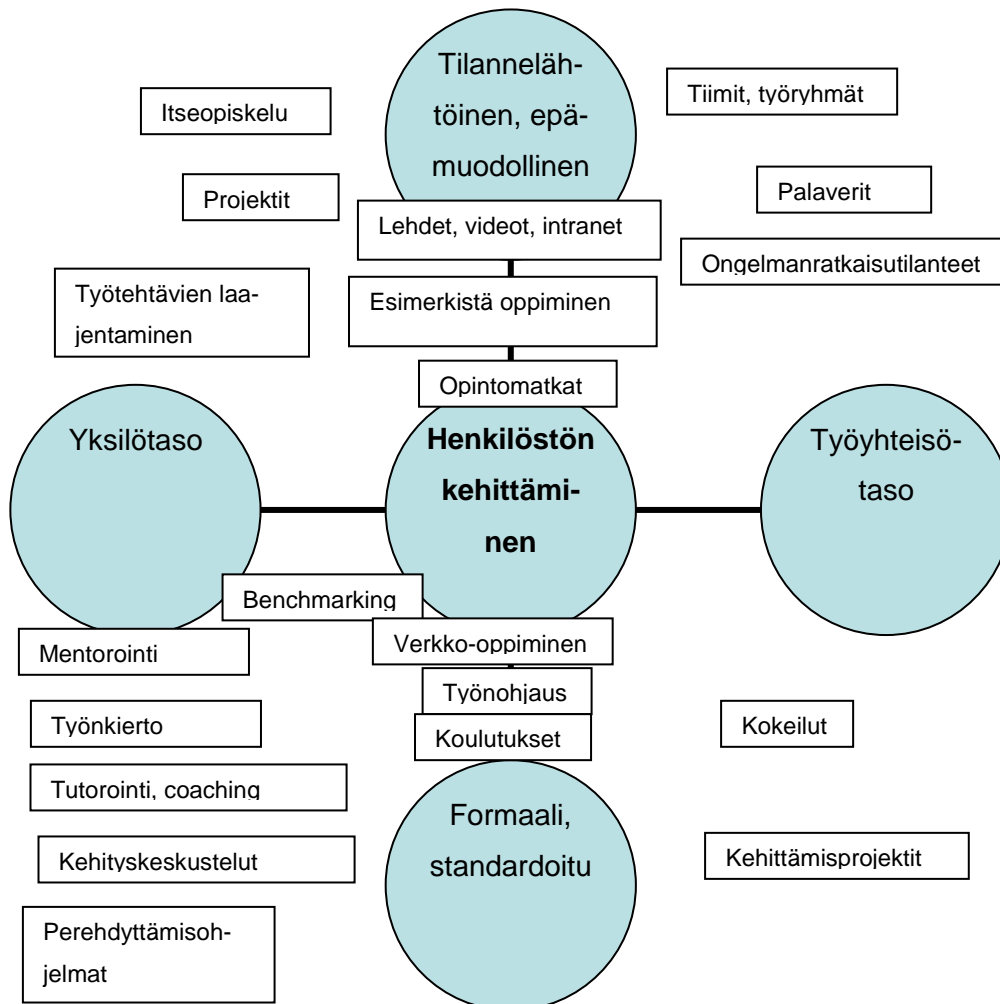 Tilanneläh-
töinen, epä-
muodollinen
Itseopiskelu
Tiimit, työryhmät
Projektit
Palaverit
Lehdet, videot, intranet
Ongelmanratkaisutilanteet
Työtehtävien laa-
jentaminen
Esimerkistä oppiminen
Opintomatkat
Yksilötaso
Henkilöstön
kehittämi-
nen
Työyhteisö-
taso
Benchmarking
Verkko-oppiminen
Mentorointi
Työnohjaus
Työnkierto
Koulutukset
Kokeilut
Tutorointi, coaching
Formaali,
standardoitu
Kehityskeskustelut
Kehittämisprojektit
Perehdyttämisoh-
jelmat